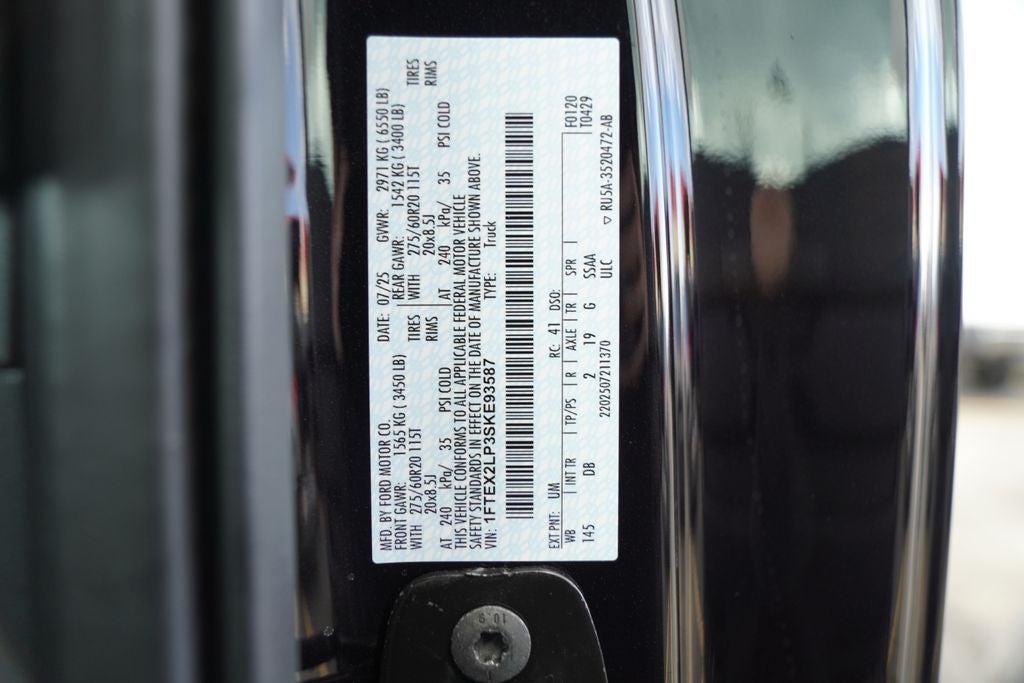 MFD. BY FORD MOTOR CO. DATE: 07/25 GVWR: 2971 KG ( 6550 LB)
FRONT GAWR: 1565 KG ( 3450 LB) REAR GAWR: 1542 KG ( 3400 LB)
WITH 275/60R20 115T TIRES WITH 275/60R20 115T TIRES
20x8.5J RIMS 20x8.5J RIMS
AT 240 kPa/ 35 PSI COLD AT 240 kPa/ 35 PSI COLD
THIS VEHICLE CONFORMS TO ALL APPLICABLE FEDERAL MOTOR VEHICLE
SAFETY STANDARDS IN EFFECT ON THE DATE OF MANUFACTURE SHOWN ABOVE.
VIN: 1FTEX2LP3SKE93587 TYPE: Truck
EXT PNT: UM RC: 41 DSO: F0120
WB INT TR TP/PS R AXLE TR SPR T0429
145 DB 2 19 G SSAA
2202507211370 ULC ▽ RU5A-3520472-AB
10.9